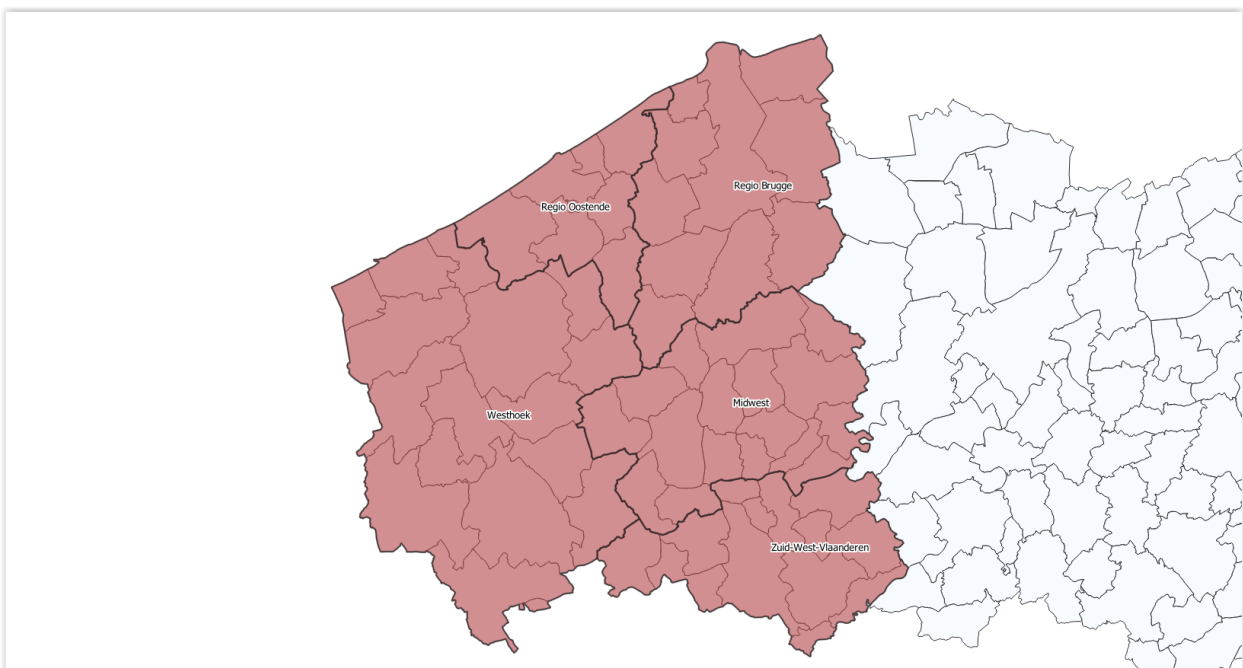 Regio Brugge
Regio Oostende
Midwest
Westhoek
Zuid-West-Vlaanderen